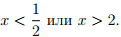 x < 1/2 или x > 2.